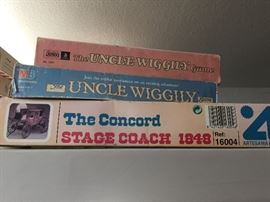 The UNCLE WIGGILY Game
MB
UNCLE WIGGILY
The Concord
STAGE COACH 1848
Ref:
16004
ARTESANIA